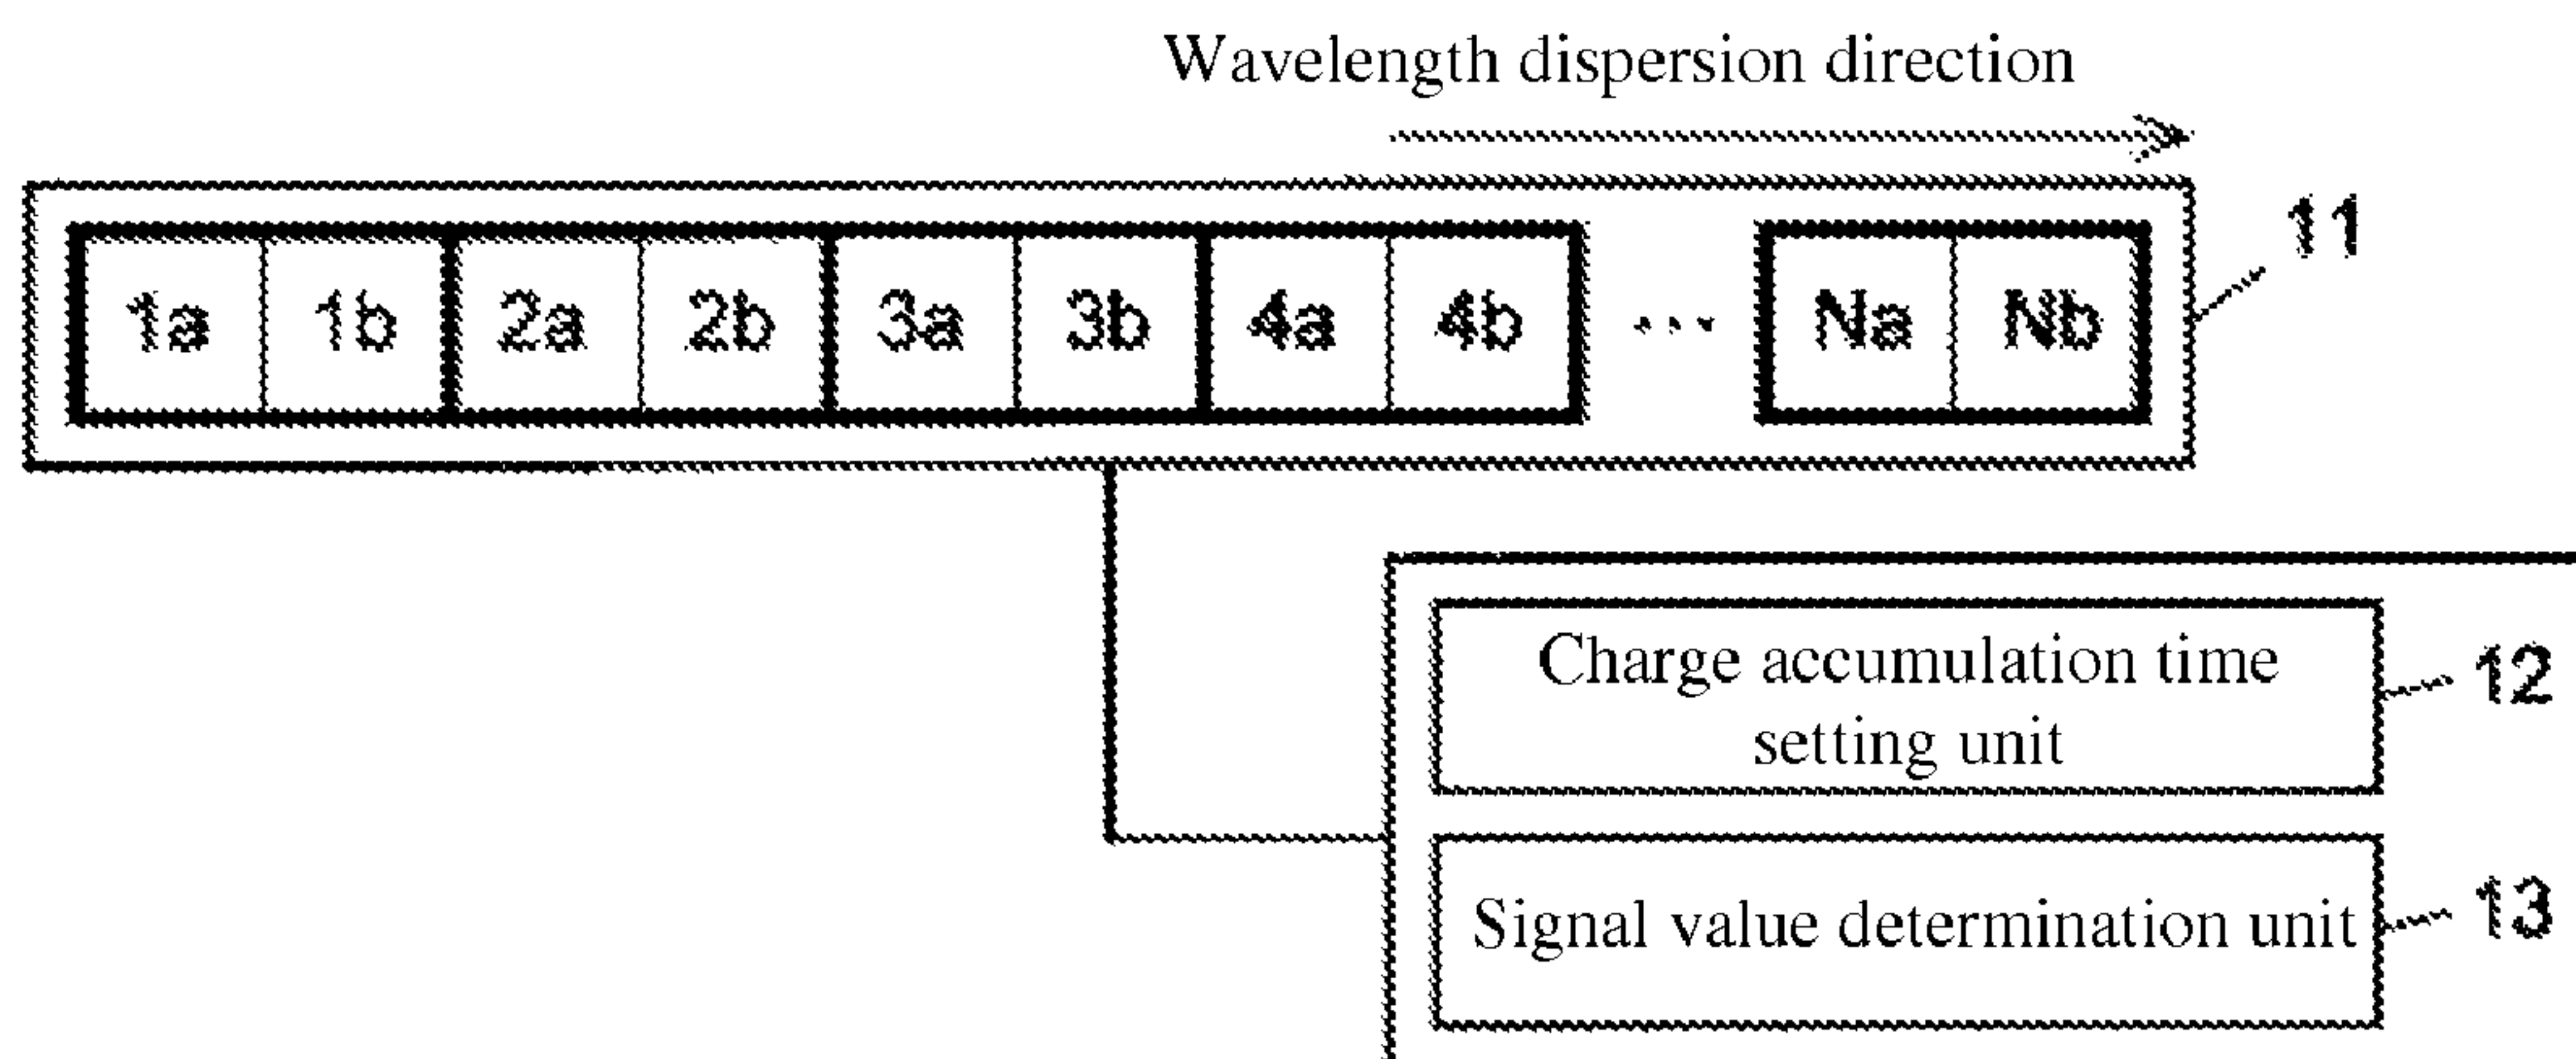 Wavelength dispersion direction
11
1a 1b 2a 2b 3a 3b 4a 4b ... Na Nb
Charge accumulation time
setting unit
12
Signal value determination unit
13